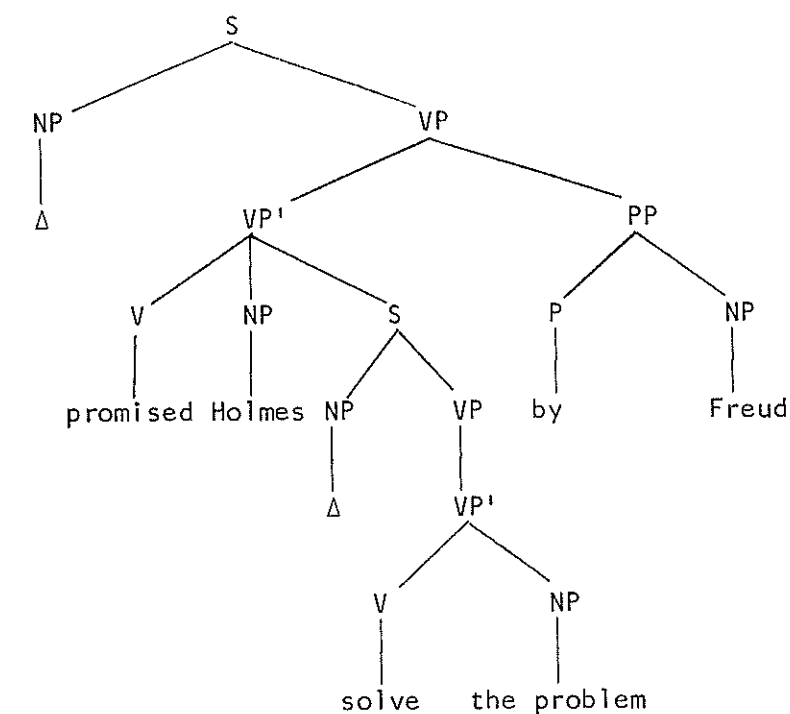 S
NP VP
Δ VP' PP
V NP S P NP
promised Holmes NP VP by Freud
Δ VP'
V NP
solve the problem